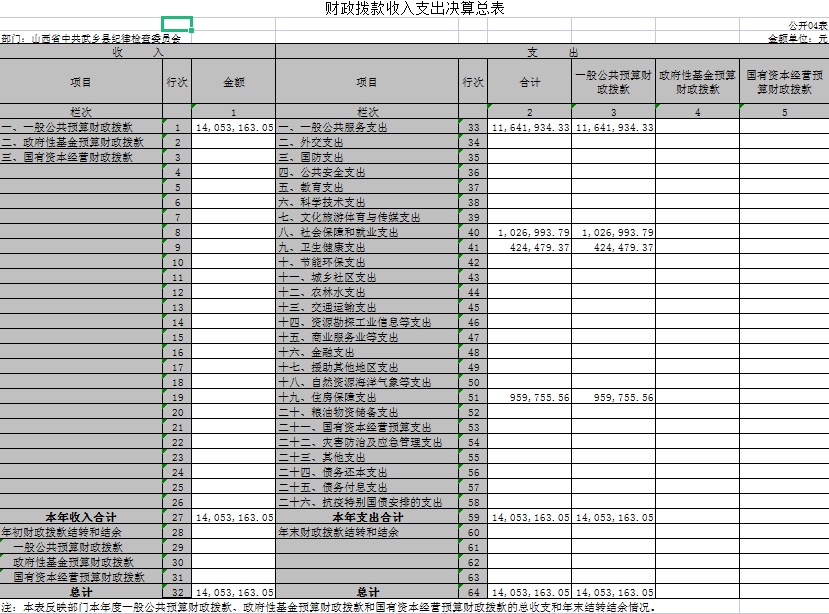 财政拨款收入支出决算总表
公开04表
部门：山西省中共武乡县纪律检查委员会 金额单位：元
收 入 支 出
项目 行次 金额 项目 行次 合计 一般公共预算财政拨款 政府性基金预算财政拨款 国有资本经营预算财政拨款
栏次 1 栏次 2 3 4 5
一、一般公共预算财政拨款 1 14,053,163.05 一、一般公共服务支出 33 11,641,934.33 11,641,934.33
二、政府性基金预算财政拨款 2 二、外交支出 34
三、国有资本经营财政拨款 3 三、国防支出 35
4 四、公共安全支出 36
5 五、教育支出 37
6 六、科学技术支出 38
7 七、文化旅游体育与传媒支出 39
8 八、社会保障和就业支出 40 1,026,993.79 1,026,993.79
9 九、卫生健康支出 41 424,479.37 424,479.37
10 十、节能环保支出 42
11 十一、城乡社区支出 43
12 十二、农林水支出 44
13 十三、交通运输支出 45
14 十四、资源勘探工业信息等支出 46
15 十五、商业服务业等支出 47
16 十六、金融支出 48
17 十七、援助其他地区支出 49
18 十八、自然资源海洋气象等支出 50
19 十九、住房保障支出 51 959,755.56 959,755.56
20 二十、粮油物资储备支出 52
21 二十一、国有资本经营预算支出 53
22 二十二、灾害防治及应急管理支出 54
23 二十三、其他支出 55
24 二十四、债务还本支出 56
25 二十五、债务付息支出 57
26 二十六、抗疫特别国债安排的支出 58
本年收入合计 27 14,053,163.05 本年支出合计 59 14,053,163.05 14,053,163.05
年初财政拨款结转和结余 28 年末财政拨款结转和结余 60
一般公共预算财政拨款 29 61
政府性基金预算财政拨款 30 62
国有资本经营预算财政拨款 31 63
总计 32 14,053,163.05 总计 64 14,053,163.05 14,053,163.05
注：本表反映部门本年度一般公共预算财政拨款、政府性基金预算财政拨款和国有资本经营预算财政拨款的总收支和年末结转结余情况。